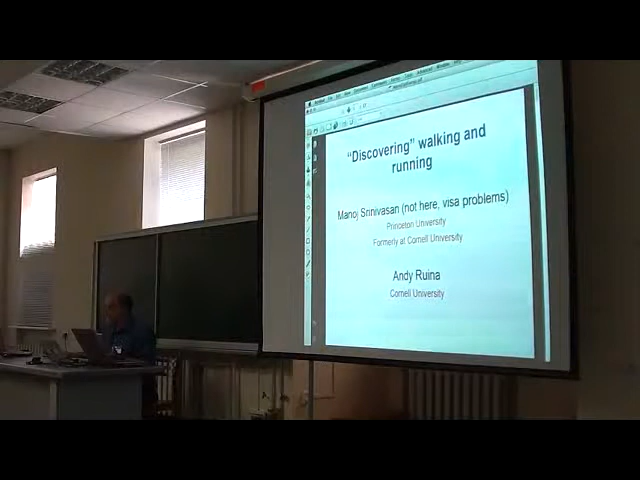 "Discovering" walking and
running
Manoj Srinivasan (not here, visa problems)
Princeton University
Formerly at Cornell University
Andy Ruina
Cornell University